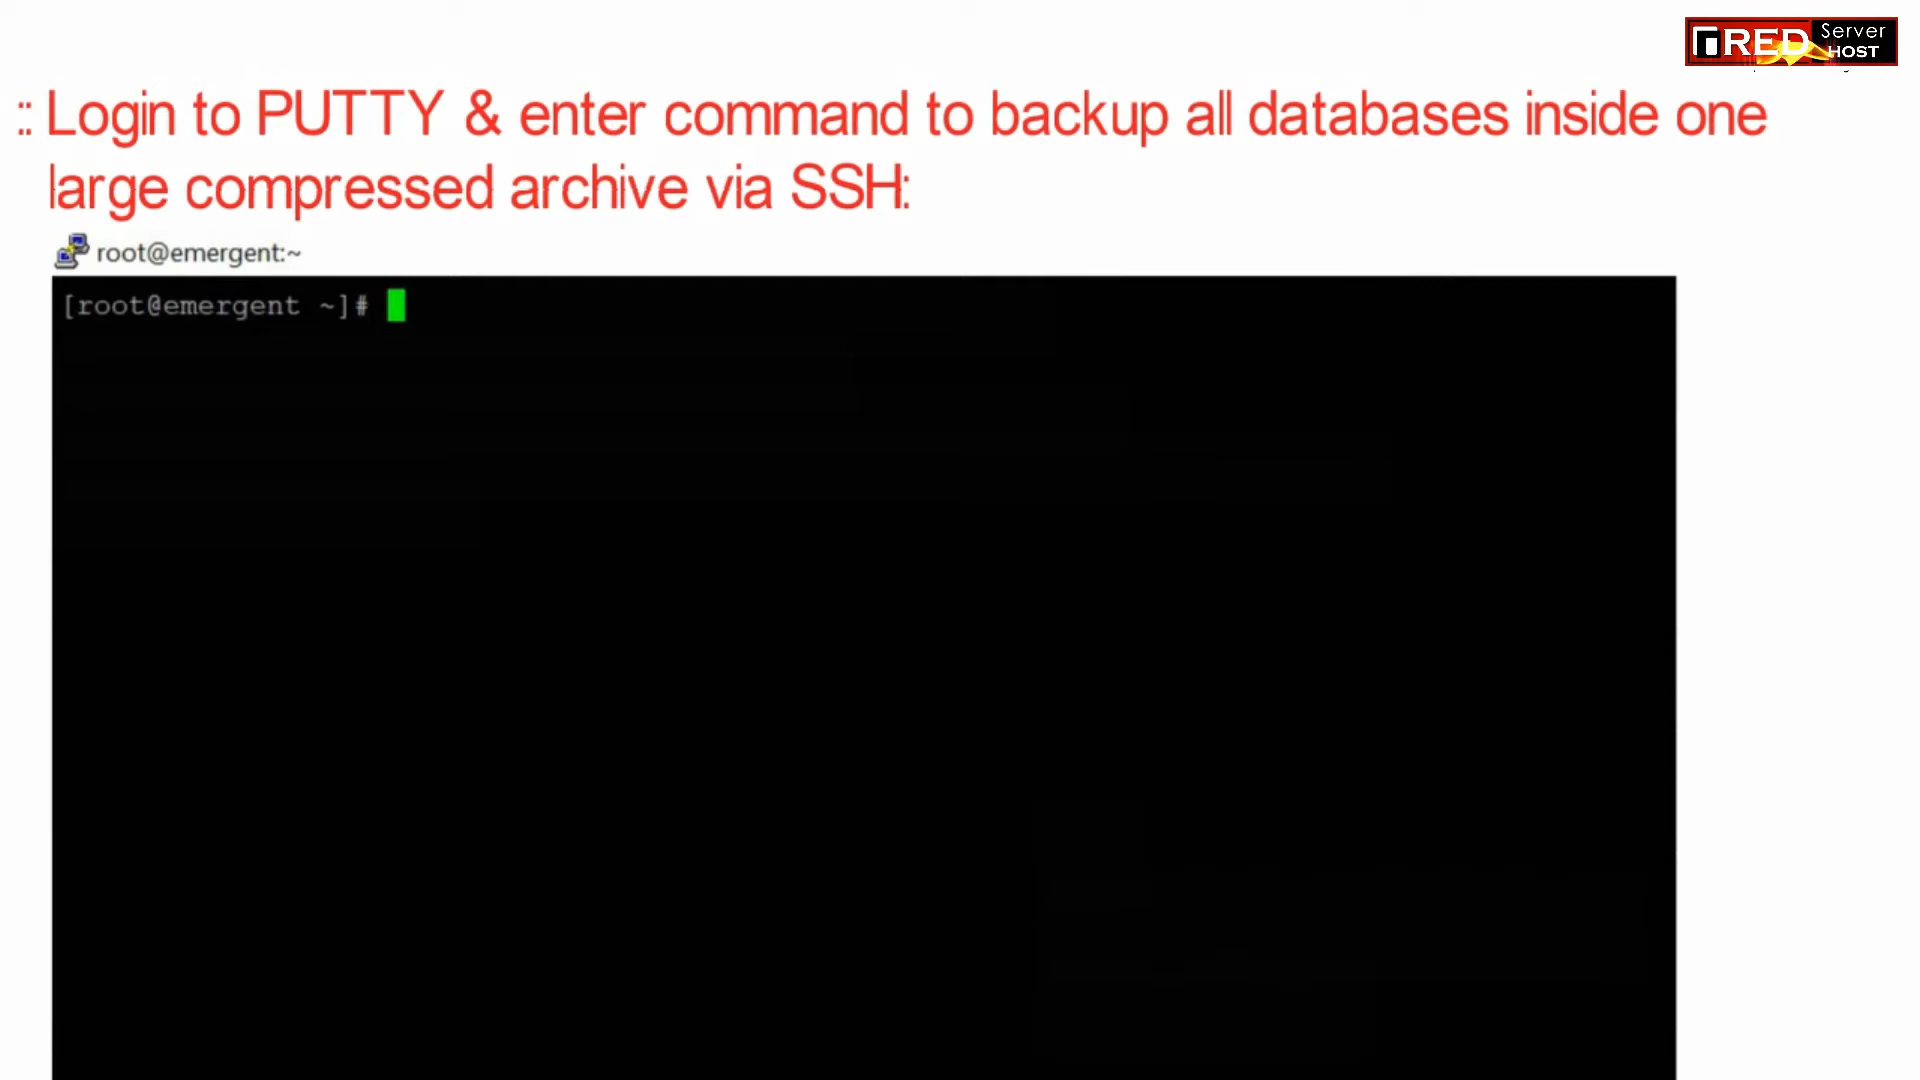 RED Server
HOST
:: Login to PUTTY & enter command to backup all databases inside one
large compressed archive via SSH:
root@emergent:~
[root@emergent ~]#